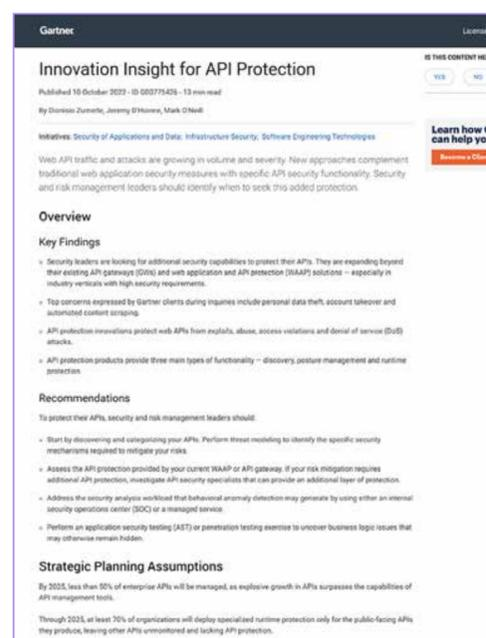 Gartner
License
IS THIS CONTENT HE
YES
NO
Innovation Insight for API Protection
Published 10 October 2022 - ID G00775426 - 13 min read
By Dionisio Zumerle, Jeremy D'Hoinne, Mark O'Neill
Initiatives: Security of Applications and Data; Infrastructure Security; Software Engineering Technologies
Learn how G
can help yo
Become a Clien
Web API traffic and attacks are growing in volume and severity. New approaches complement
traditional web application security measures with specific API security functionality. Security
and risk management leaders should identify when to seek this added protection.
Overview
Key Findings
Security leaders are looking for additional security capabilities to protect their APIs. They are expanding beyond
their existing API gateways (GWs) and web application and API protection (WAAP) solutions — especially in
industry verticals with high security requirements.
Top concerns expressed by Gartner clients during inquiries include personal data theft, account takeover and
automated content scraping.
API protection innovations protect web APIs from exploits, abuse, access violations and denial of service (DoS)
attacks.
API protection products provide three main types of functionality — discovery, posture management and runtime
protection.
Recommendations
To protect their APIs, security and risk management leaders should:
Start by discovering and categorizing your APIs. Perform threat modeling to identify the specific security
mechanisms required to mitigate your risks.
Assess the API protection provided by your current WAAP or API gateway. If your risk mitigation requires
additional API protection, investigate API security specialists that can provide an additional layer of protection.
Address the security analysis workload that behavioral anomaly detection may generate by using either an internal
security operations center (SOC) or a managed service.
Perform an application security testing (AST) or penetration testing exercise to uncover business logic issues that
may otherwise remain hidden.
Strategic Planning Assumptions
By 2025, less than 50% of enterprise APIs will be managed, as explosive growth in APIs surpasses the capabilities of
API management tools.
Through 2025, at least 70% of organizations will deploy specialized runtime protection only for the public-facing APIs
they produce, leaving other APIs unmonitored and lacking API protection.